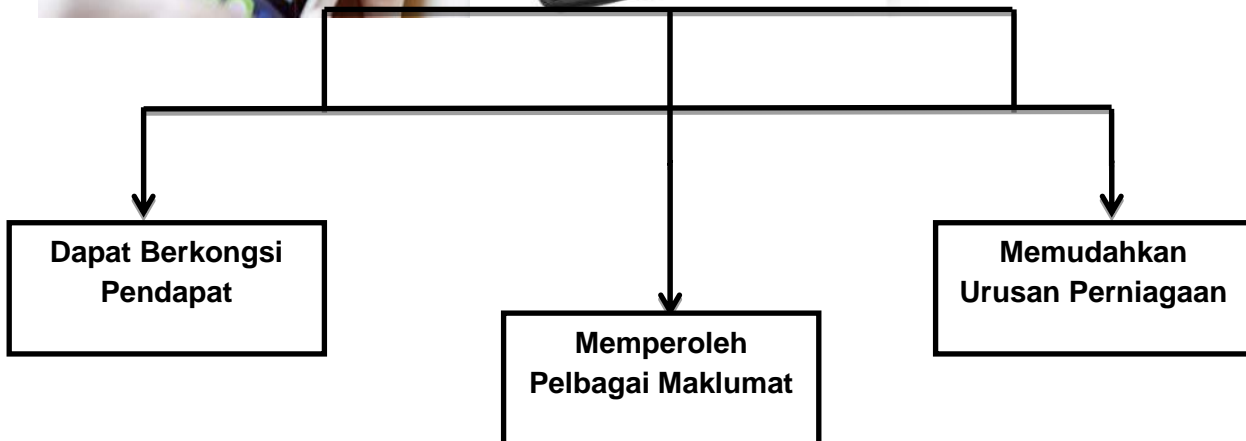 Dapat Berkongsi
Pendapat
Memperoleh
Pelbagai Maklumat
Memudahkan
Urusan Perniagaan